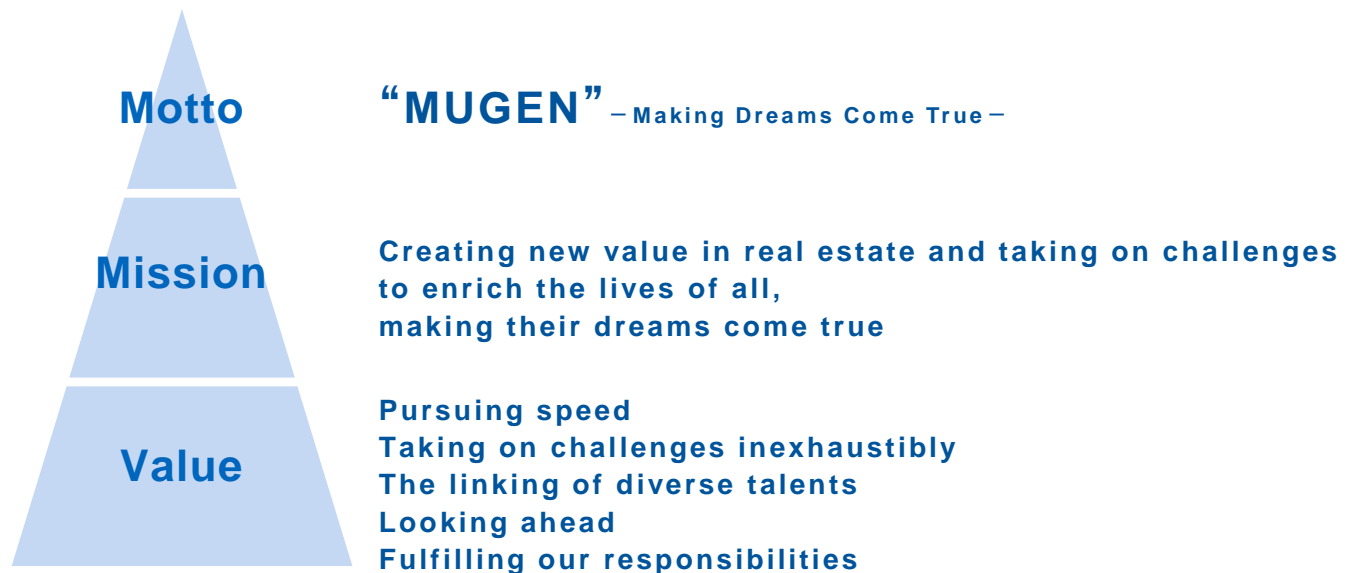 Motto
“MUGEN” –Making Dreams Come True–
Mission
Creating new value in real estate and taking on challenges
to enrich the lives of all,
making their dreams come true
Value
Pursuing speed
Taking on challenges inexhaustibly
The linking of diverse talents
Looking ahead
Fulfilling our responsibilities